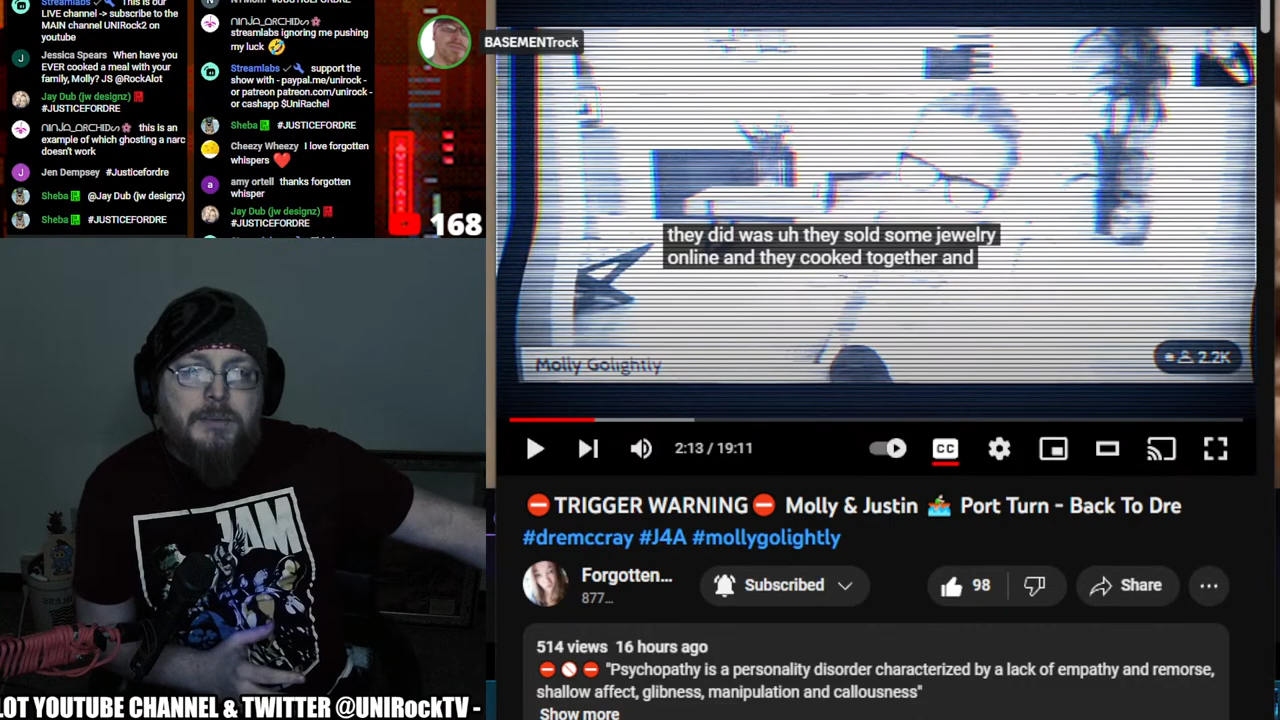 Streamlabs This is our
LIVE channel -> subscribe to the
MAIN channel UNIRock2 on
youtube
Jessica Spears When have you
EVER cooked a meal with your
family, Molly? JS @RockAlot
Jay Dub (jw designz)
#JUSTICEFORDRE
this is an
example of which ghosting a narc
doesn't work
Jen Dempsey #Justicefordre
Sheba @Jay Dub (jw designz)
Sheba #JUSTICEFORDRE
streamlabs ignoring me pushing
my luck
Streamlabs support the
show with - paypal.me/unirock -
or patreon patreon.com/unirock -
or cashapp $UniRachel
Sheba #JUSTICEFORDRE
Cheezy Wheezy I love forgotten
whispers
amy ortell thanks forgotten
whisper
Jay Dub (jw designz)
#JUSTICEFORDRE
168
BASEMENTrock
they did was uh they sold some jewelry
online and they cooked together and
Molly Golightly
2.2K
2:13 / 19:11
CC
TRIGGER WARNING Molly & Justin Port Turn - Back To Dre
#dremccray #J4A #mollygolightly
Forgotten...
877...
Subscribed
98
Share
514 views 16 hours ago
"Psychopathy is a personality disorder characterized by a lack of empathy and remorse,
shallow affect, glibness, manipulation and callousness"
Show more
JAM
LOT YOUTUBE CHANNEL & TWITTER @UNIRockTV -